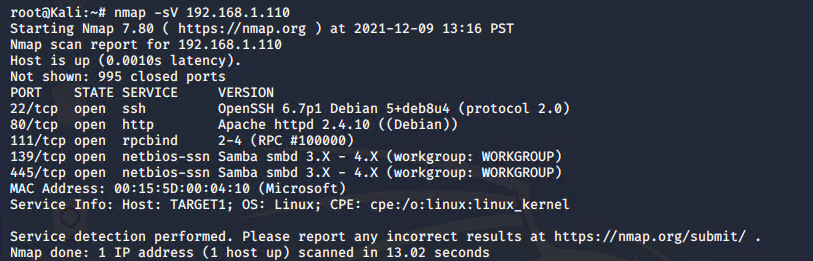 root@Kali:~# nmap -sV 192.168.1.110
Starting Nmap 7.80 ( https://nmap.org ) at 2021-12-09 13:16 PST
Nmap scan report for 192.168.1.110
Host is up (0.0010s latency).
Not shown: 995 closed ports
PORT    STATE SERVICE     VERSION
22/tcp  open  ssh         OpenSSH 6.7p1 Debian 5+deb8u4 (protocol 2.0)
80/tcp  open  http        Apache httpd 2.4.10 ((Debian))
111/tcp open  rpcbind     2-4 (RPC #100000)
139/tcp open  netbios-ssn Samba smbd 3.X - 4.X (workgroup: WORKGROUP)
445/tcp open  netbios-ssn Samba smbd 3.X - 4.X (workgroup: WORKGROUP)
MAC Address: 00:15:5D:00:04:10 (Microsoft)
Service Info: Host: TARGET1; OS: Linux; CPE: cpe:/o:linux:linux_kernel

Service detection performed. Please report any incorrect results at https://nmap.org/submit/ .
Nmap done: 1 IP address (1 host up) scanned in 13.02 seconds